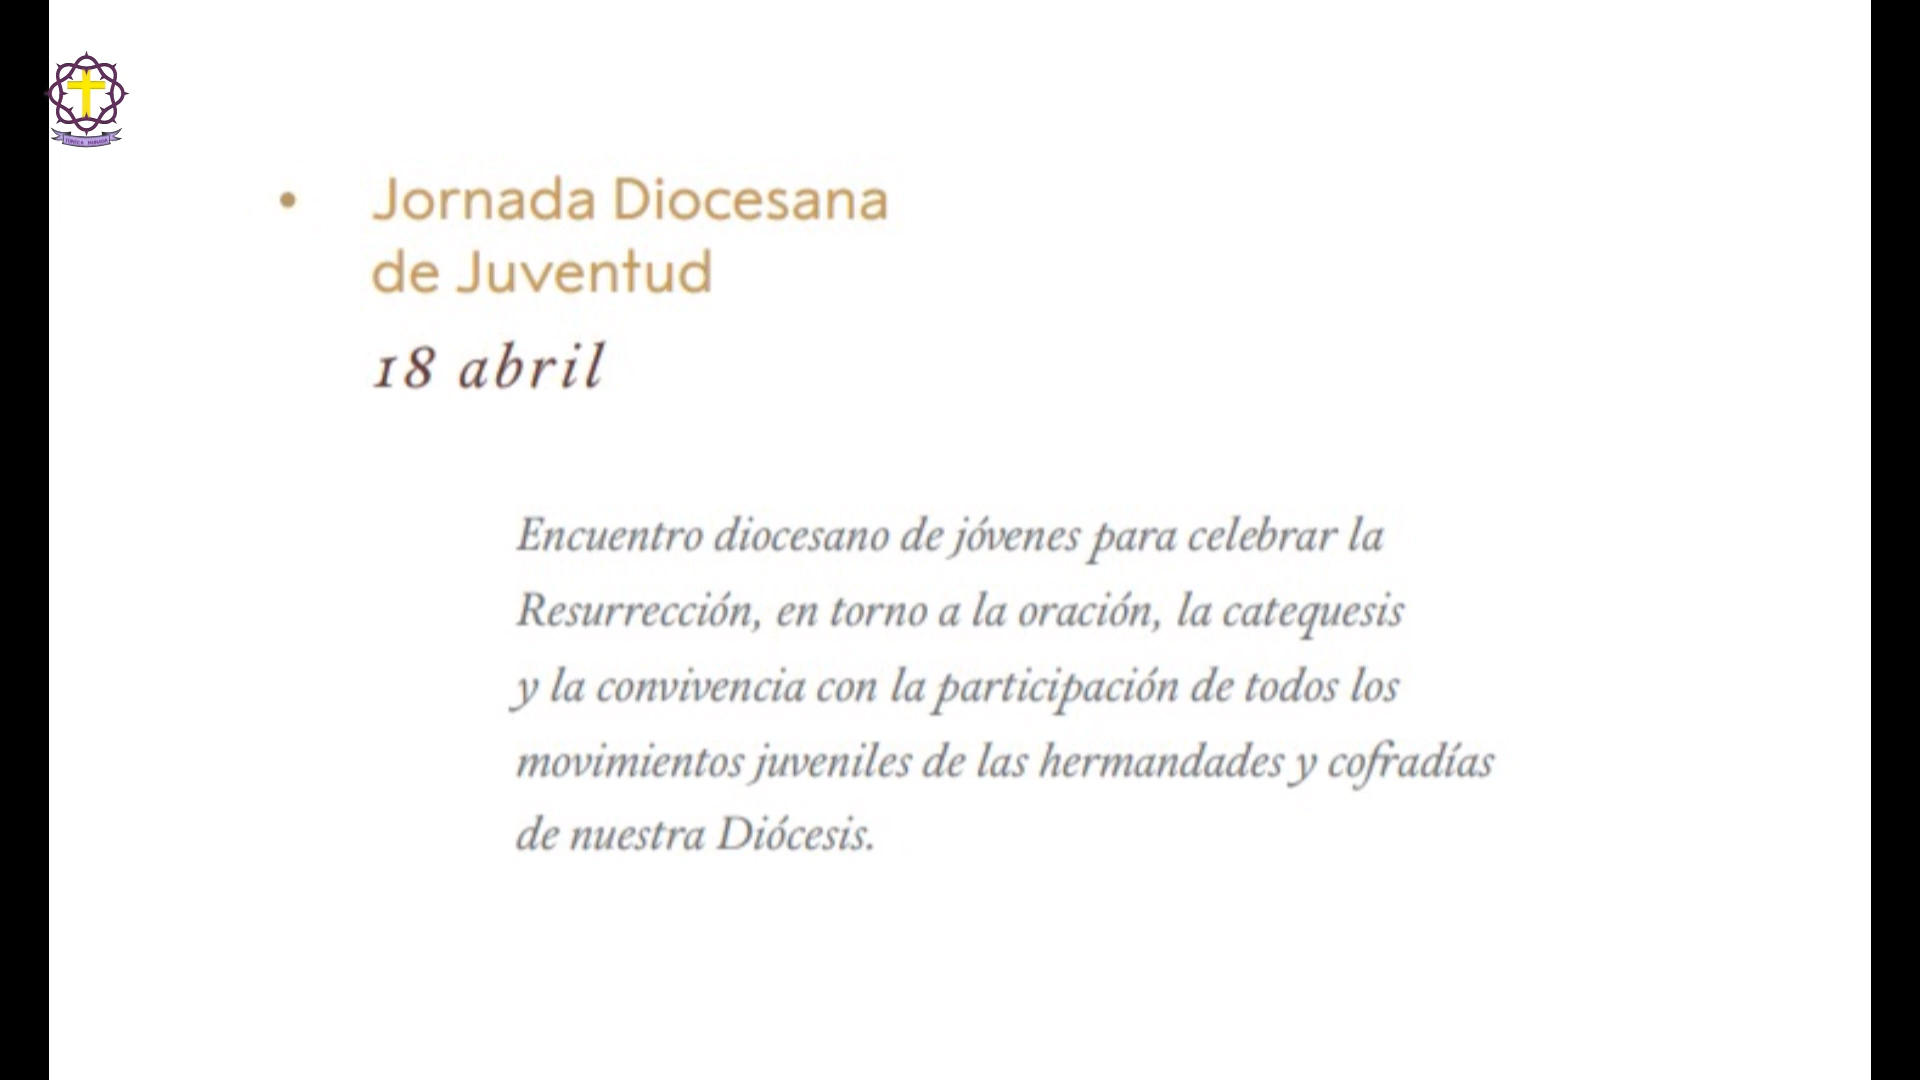 • Jornada Diocesana
de Juventud
18 abril
Encuentro diocesano de jóvenes para celebrar la
Resurrección, en torno a la oración, la catequesis
y la convivencia con la participación de todos los
movimientos juveniles de las hermandades y cofradías
de nuestra Diócesis.